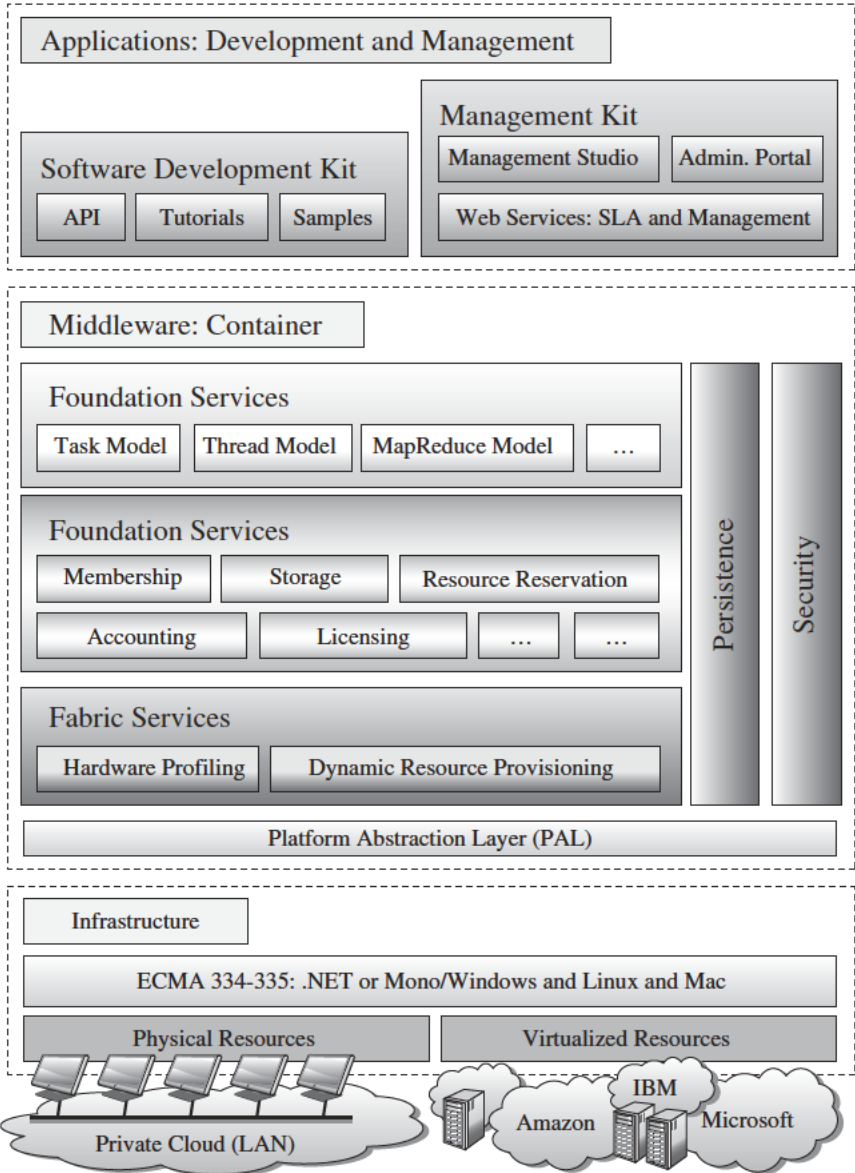 Applications: Development and Management
Management Kit
Management Studio
Admin. Portal
Web Services: SLA and Management
Software Development Kit
API
Tutorials
Samples
Middleware: Container
Foundation Services
Task Model
Thread Model
MapReduce Model
…
Foundation Services
Membership
Storage
Resource Reservation
Accounting
Licensing
…
…
Fabric Services
Hardware Profiling
Dynamic Resource Provisioning
Persistence
Security
Platform Abstraction Layer (PAL)
Infrastructure
ECMA 334-335: .NET or Mono/Windows and Linux and Mac
Physical Resources
Virtualized Resources
Private Cloud (LAN)
Amazon
IBM
Microsoft